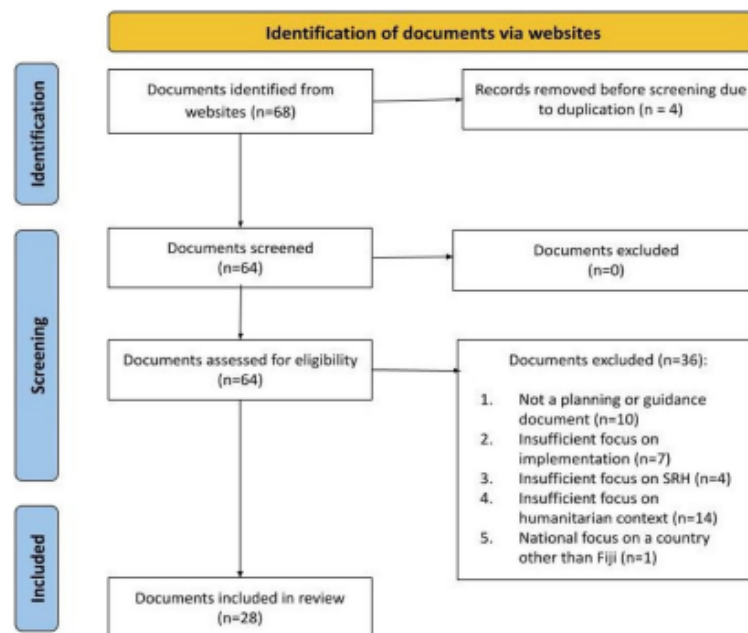 Identification of documents via websites
Identification
Documents identified from
websites (n=68)
Records removed before screening due
to duplication (n = 4)
Screening
Documents screened
(n=64)
Documents excluded
(n=0)
Documents assessed for eligibility
(n=64)
Documents excluded (n=36):
1. Not a planning or guidance
document (n=10)
2. Insufficient focus on
implementation (n=7)
3. Insufficient focus on SRH (n=4)
4. Insufficient focus on
humanitarian context (n=14)
5. National focus on a country
other than Fiji (n=1)
Included
Documents included in review
(n=28)